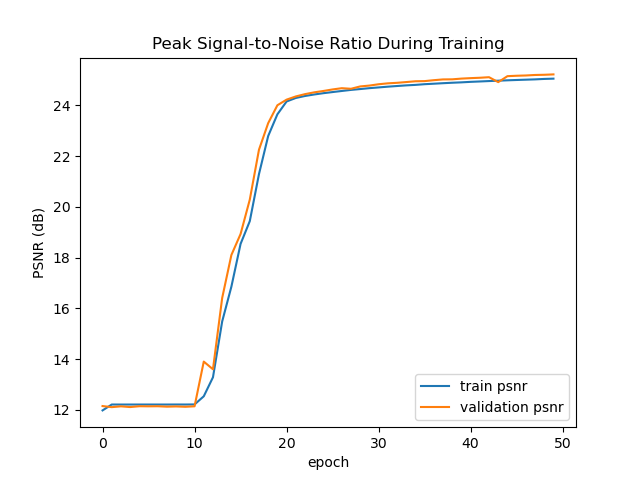 Peak Signal-to-Noise Ratio During Training
PSNR (dB)
24
22
20
18
16
14
12
0 10 20 30 40 50
epoch
train psnr
validation psnr